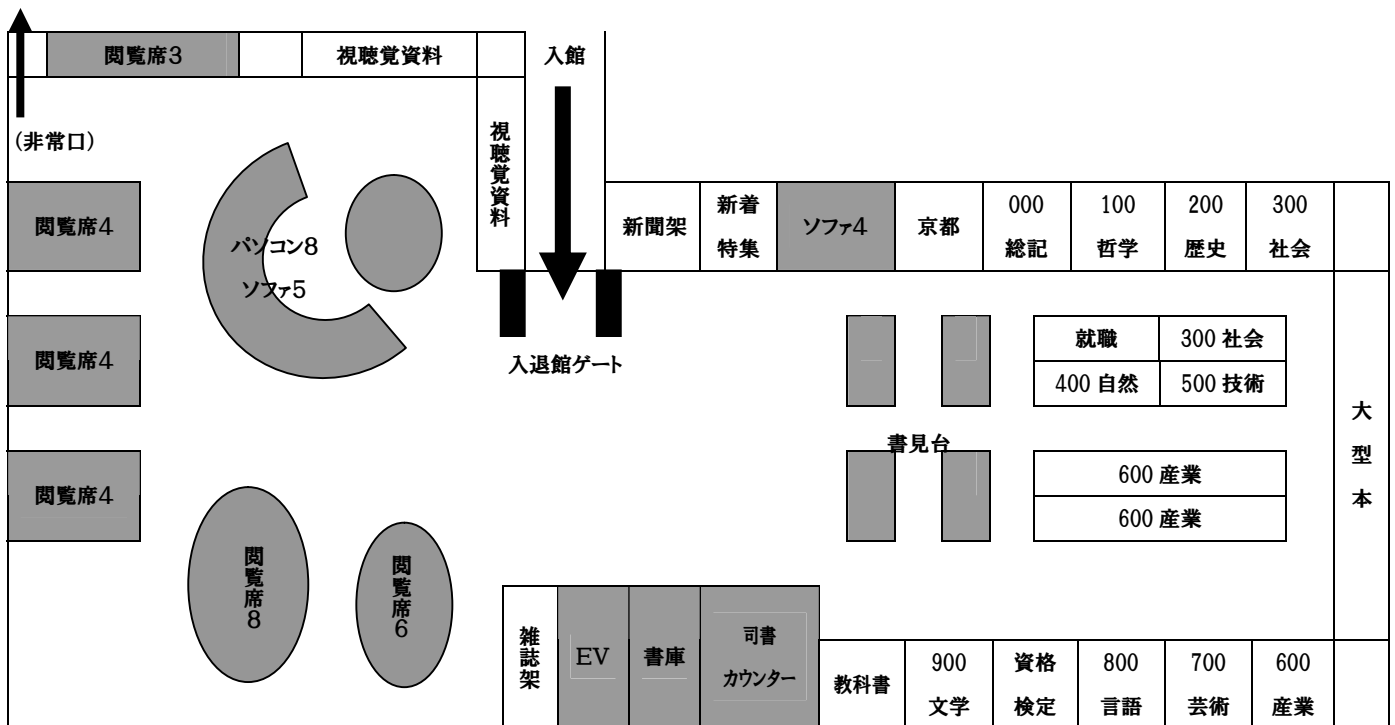 閲覧席3
視聴覚資料
入館
(非常口)
視聴覚資料
閲覧席4
パソコン8
ソファ5
新聞架
新着
特集
ソファ4
京都
000
総記
100
哲学
200
歴史
300
社会
入退館ゲート
閲覧席4
就職
300 社会
400 自然
500 技術
大型本
書見台
閲覧席4
600 産業
600 産業
閲覧席8
閲覧席6
雑誌架
EV
書庫
司書
カウンター
教科書
900
文学
資格
検定
800
言語
700
芸術
600
産業